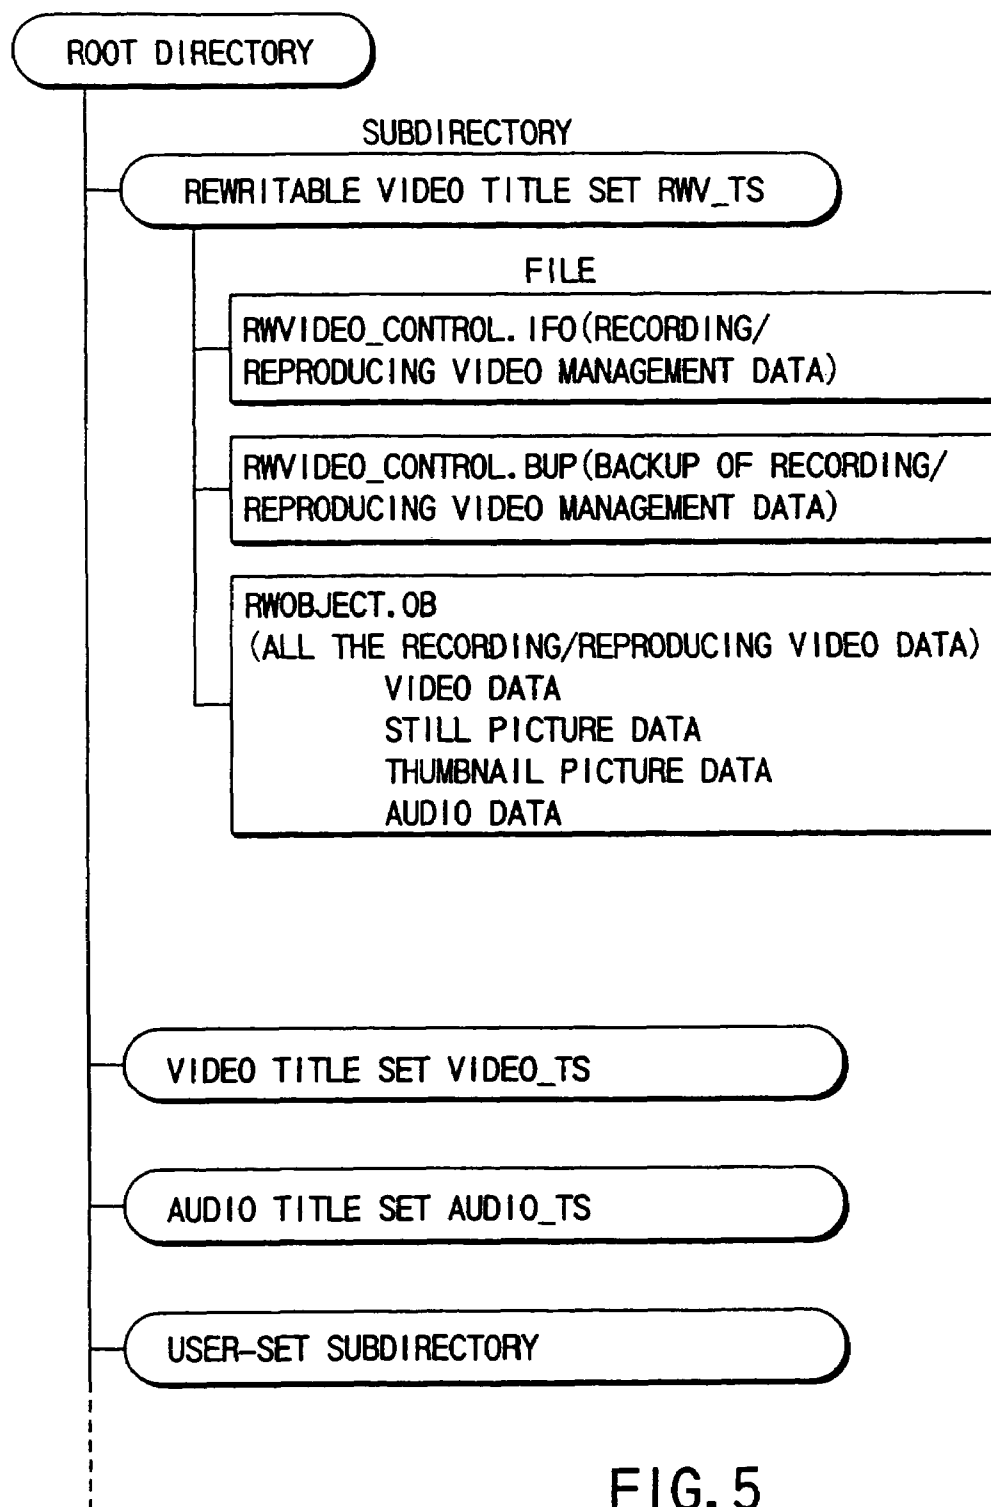 ROOT DIRECTORY
SUBDIRECTORY
REWRITABLE VIDEO TITLE SET RWV_TS
FILE
RWVIDEO_CONTROL.IFO(RECORDING/
REPRODUCING VIDEO MANAGEMENT DATA)
RWVIDEO_CONTROL.BUP(BACKUP OF RECORDING/
REPRODUCING VIDEO MANAGEMENT DATA)
RWOBJECT.OB
(ALL THE RECORDING/REPRODUCING VIDEO DATA)
VIDEO DATA
STILL PICTURE DATA
THUMBNAIL PICTURE DATA
AUDIO DATA
VIDEO TITLE SET VIDEO_TS
AUDIO TITLE SET AUDIO_TS
USER-SET SUBDIRECTORY
FIG.5